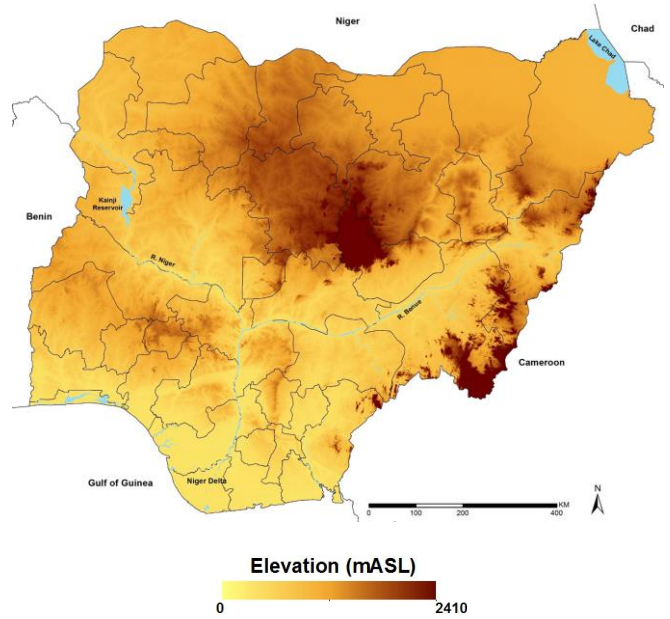 Niger
Chad
Lake Chad
Kainji
Reservoir
Benin
R. Niger
R. Benue
Cameroon
Gulf of Guinea
Niger Delta
N
KM
0 100 200 400
Elevation (mASL)
0 2410